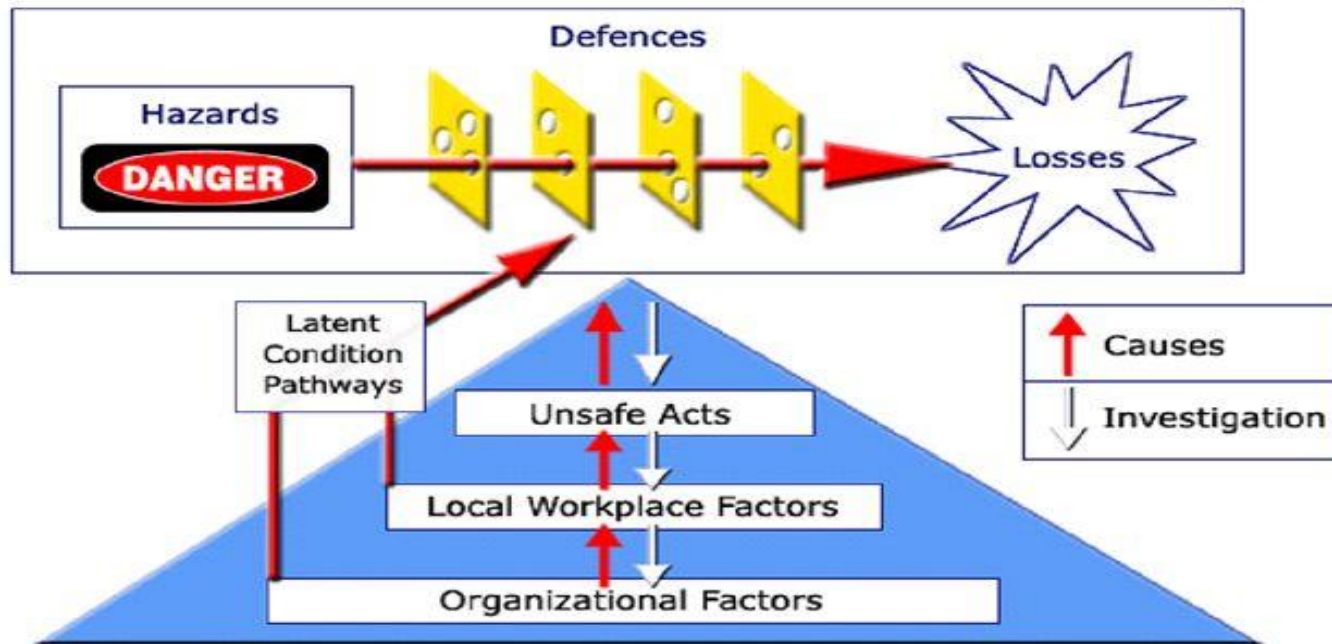 Defences
Hazards
DANGER
Losses
Latent
Condition
Pathways
Causes
Investigation
Unsafe Acts
Local Workplace Factors
Organizational Factors